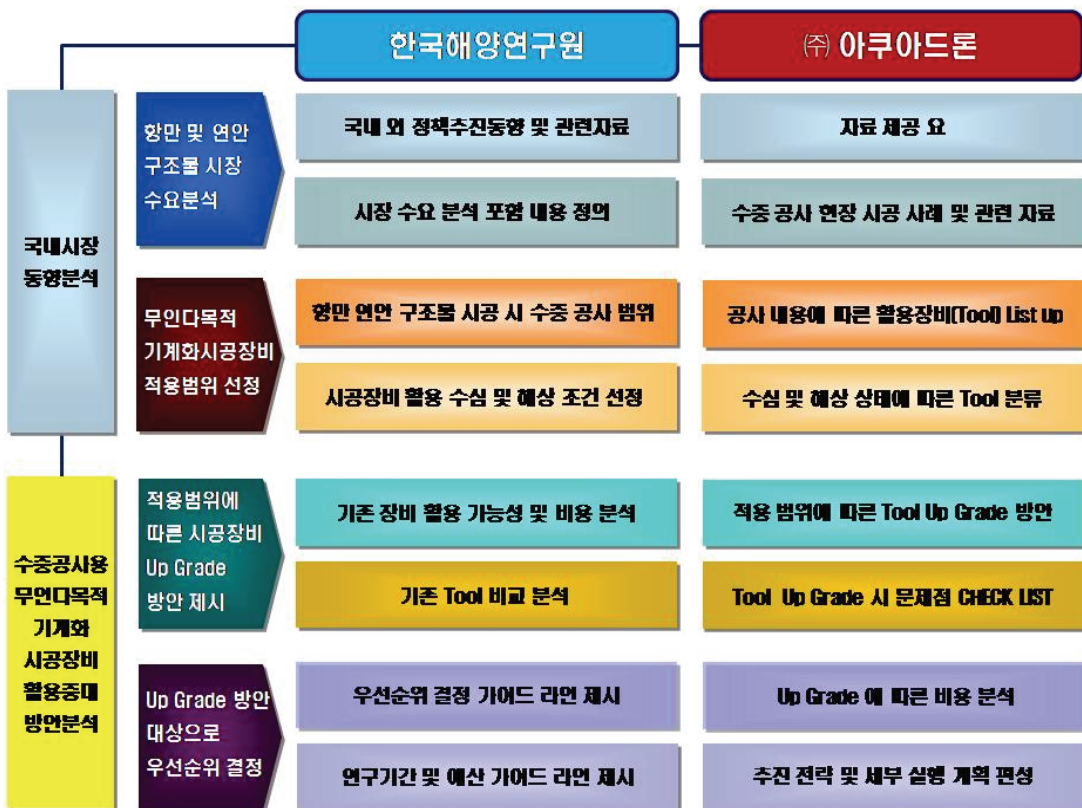 한국해양연구원
㈜ 아쿠아드론
국내시장
동향분석
항만 및 연안
구조물 시장
수요분석
국내 외 정책추진동향 및 관련자료
자료 제공 요
시장 수요 분석 포함 내용 정의
수중 공사 현장 시공 사례 및 관련 자료
무인다목적
기계화시공장비
적용범위 선정
항만 연안 구조물 시공 시 수중 공사 범위
공사 내용에 따른 활용장비(Tool) List up
시공장비 활용 수심 및 해상 조건 선정
수심 및 해상 상태에 따른 Tool 분류
수중공사용
무인다목적
기계화
시공장비
활용증대
방안분석
적용범위에
따른 시공장비
Up Grade
방안 제시
기존 장비 활용 가능성 및 비용 분석
적용 범위에 따른 Tool Up Grade 방안
기존 Tool 비교 분석
Tool Up Grade 시 문제점 CHECK LIST
Up Grade 방안
대상으로
우선순위 결정
우선순위 결정 가이드 라인 제시
Up Grade 에 따른 비용 분석
연구기간 및 예산 가이드 라인 제시
추진 전략 및 세부 실행 계획 편성